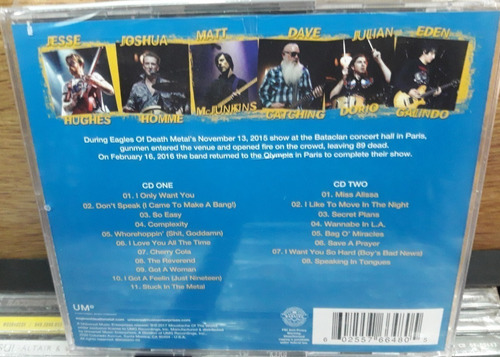 JESSE JOSHUA MATT DAVE JULIAN EDEN
HUGHES HOMME McJUNKINS CATCHING DORIO GALINDO
During Eagles Of Death Metal's November 13, 2015 show at the Bataclan concert hall in Paris,
gunmen entered the venue and opened fire on the crowd, leaving 89 dead.
On February 16, 2016 the band returned to the Olympia in Paris to complete their show.
CD ONE
01. I Only Want You
02. Don't Speak (I Came To Make A Bang!)
03. So Easy
04. Complexity
05. Whorehoppin' (Shit, Goddamn)
06. I Love You All The Time
07. Cherry Cola
08. The Reverend
09. Got A Woman
10. I Got A Feelin (Just Nineteen)
11. Stuck In The Metal
CD TWO
01. Miss Alissa
02. I Like To Move In The Night
03. Secret Plans
04. Wannabe In L.A.
05. Bag O' Miracles
06. Save A Prayer
07. I Want You So Hard (Boy's Bad News)
08. Speaking In Tongues
UMe
6 02557 66480 8